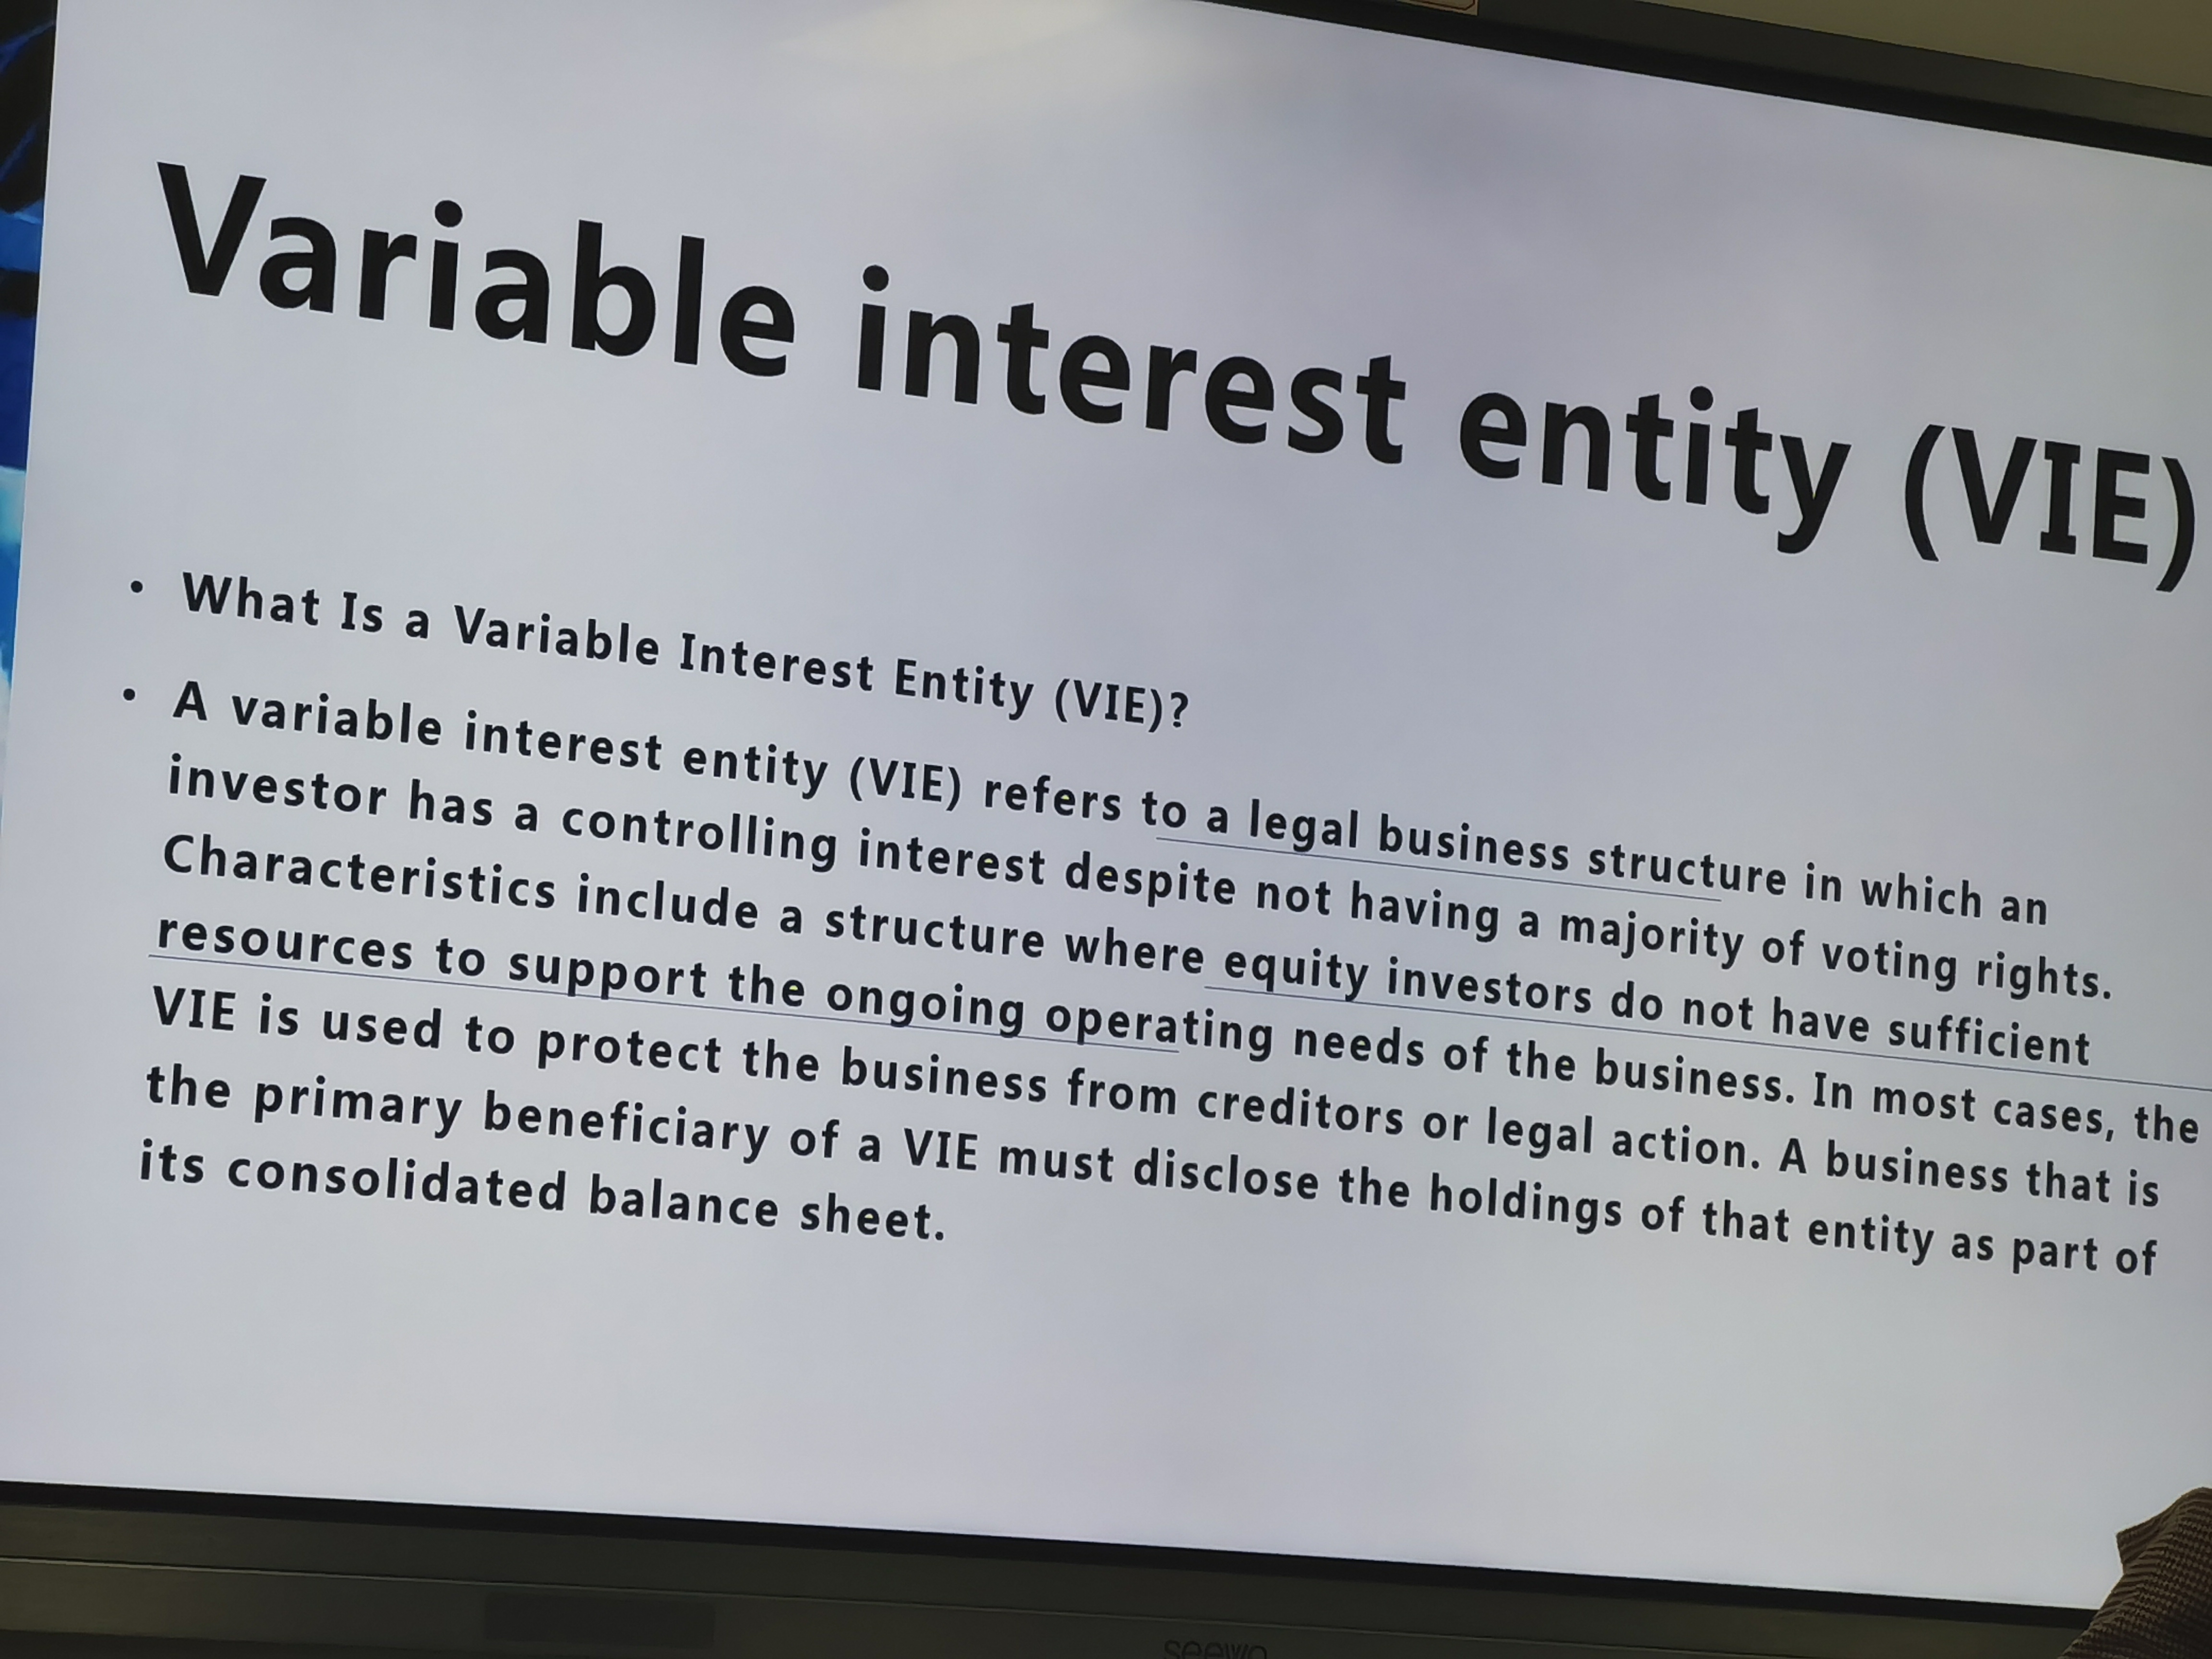 Variable interest entity (VIE)
• What Is a Variable Interest Entity (VIE)?
• A variable interest entity (VIE) refers to a legal business structure in which an
investor has a controlling interest despite not having a majority of voting rights.
Characteristics include a structure where equity investors do not have sufficient
resources to support the ongoing operating needs of the business. In most cases, the
VIE is used to protect the business from creditors or legal action. A business that is
the primary beneficiary of a VIE must disclose the holdings of that entity as part of
its consolidated balance sheet.
seewo